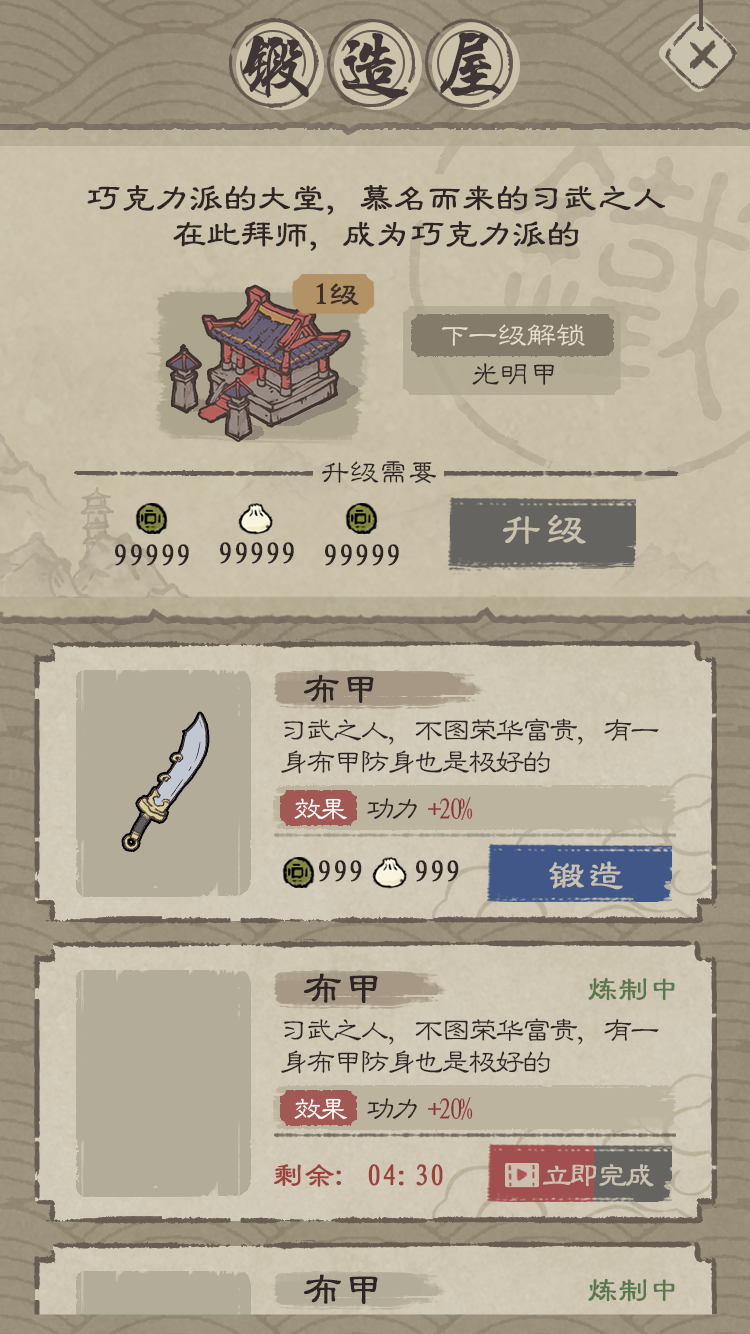 锻造屋
巧克力派的大堂，慕名而来的习武之人
在此拜师，成为巧克力派的
1级
下一级解锁
光明甲
升级需要
99999 99999 99999
升级
布甲
习武之人，不图荣华富贵，有一
身布甲防身也是极好的
效果 功力 +20%
999 999 锻造
布甲 炼制中
习武之人，不图荣华富贵，有一
身布甲防身也是极好的
效果 功力 +20%
剩余：04:30 立即完成
布甲 炼制中